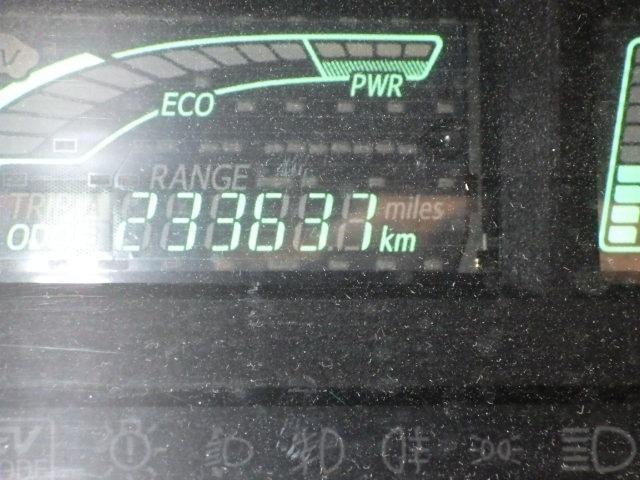 ECO PWR
RANGE
TRIP miles
233637 km